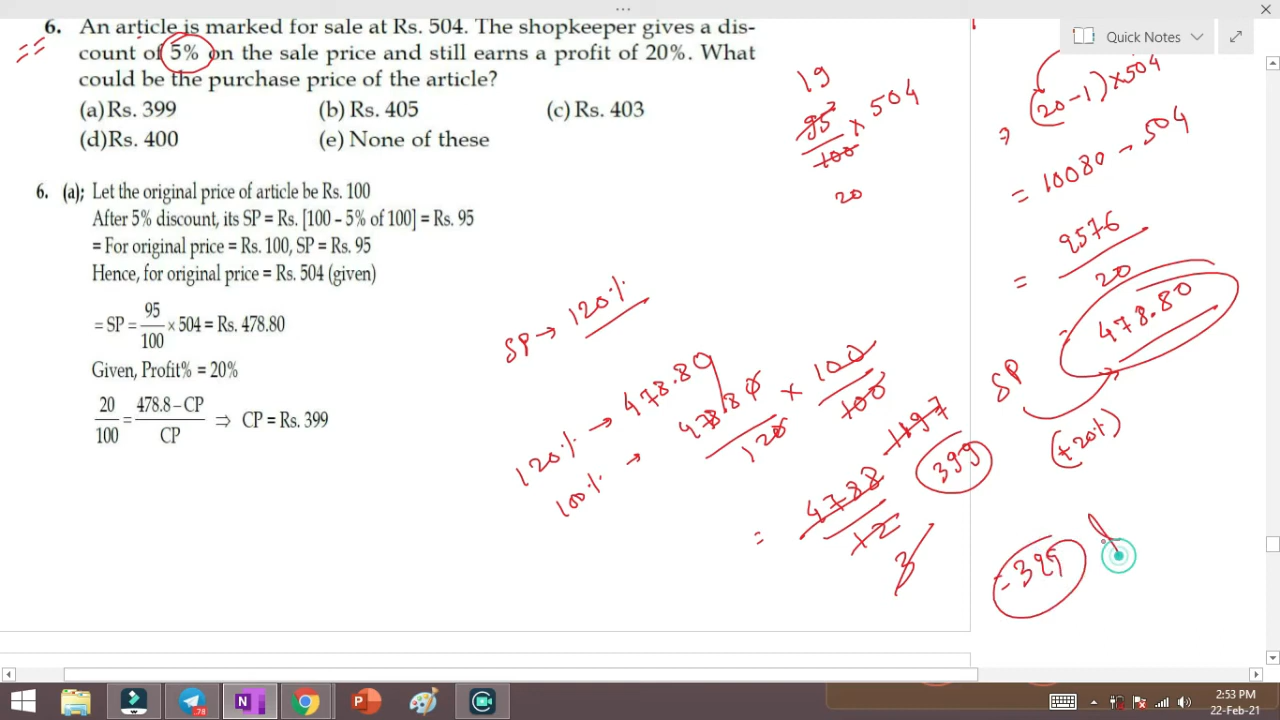 6. An article is marked for sale at Rs. 504. The shopkeeper gives a dis-
count of 5% on the sale price and still earns a profit of 20%. What
could be the purchase price of the article?
(a) Rs. 399 (b) Rs. 405 (c) Rs. 403
(d) Rs. 400 (e) None of these
6. (a); Let the original price of article be Rs. 100
After 5% discount, its SP = Rs. [100 – 5% of 100] = Rs. 95
= For original price = Rs. 100, SP = Rs. 95
Hence, for original price = Rs. 504 (given)
= SP = 95/100 × 504 = Rs. 478.80
Given, Profit% = 20%
20/100 = 478.8 – CP/CP ⇒ CP = Rs. 399
19
95/100 × 504
20
SP → 120%
120% → 478.80
100% → 478.80/120 × 100/100
= 4788/12
1197
3
399
Quick Notes
⇒ (20-1) × 504
= 10080 - 504
= 9576/20
= 478.80
SP
(+20%)
= 399
2:53 PM
22-Feb-21
78